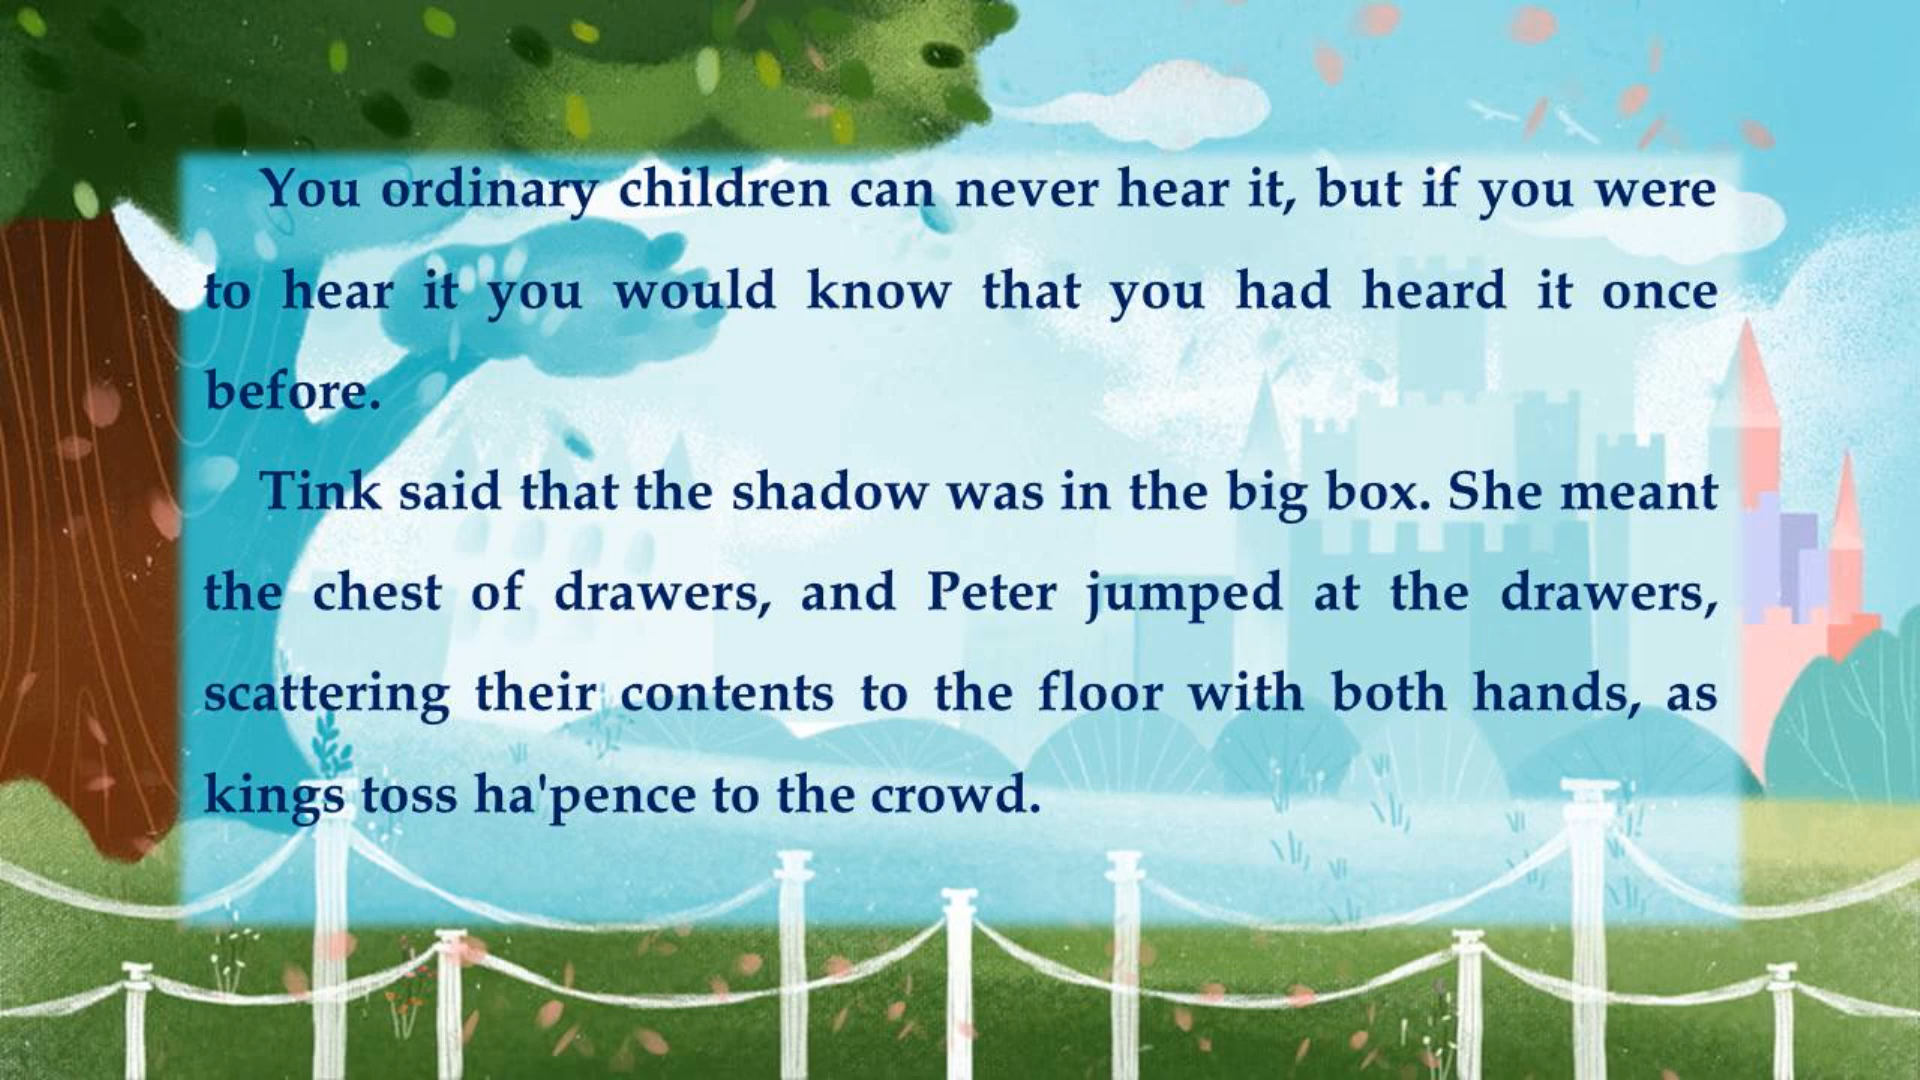 You ordinary children can never hear it, but if you were
to hear it you would know that you had heard it once
before.
Tink said that the shadow was in the big box. She meant
the chest of drawers, and Peter jumped at the drawers,
scattering their contents to the floor with both hands, as
kings toss ha'pence to the crowd.